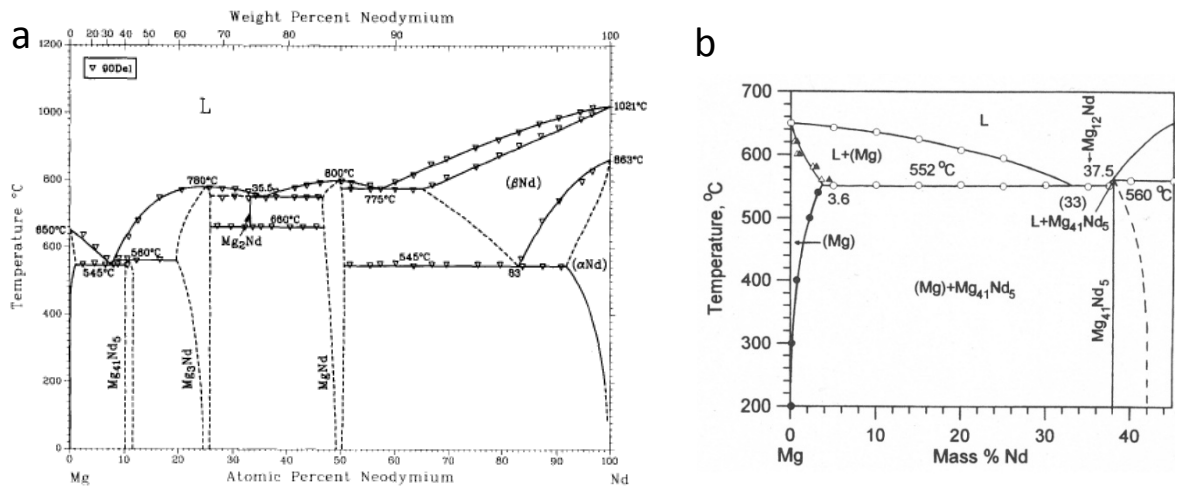 a
Weight Percent Neodymium
0 20 30 40 50 60 70 80 90 100
1200
▽ 90Del
L
1021°C
1000
800°C
863°C
780°C
35.5
(βNd)
800
775°C
660°C
Mg₂Nd
650°C
560°C
600
545°C
545°C
83
(αNd)
400
Mg₄₁Nd₅
Mg₃Nd
MgNd
200
0
Temperature °C
0 10 20 30 40 50 60 70 80 90 100
Mg Atomic Percent Neodymium Nd
b
700
L
←Mg₁₂Nd
L+(Mg)
37.5
600
552 °C
3.6
(33)
560 °C
L+Mg₄₁Nd₅
500
(Mg)
400
(Mg)+Mg₄₁Nd₅
Mg₄₁Nd₅
300
200
Temperature, °C
0 10 20 30 40
Mg Mass % Nd